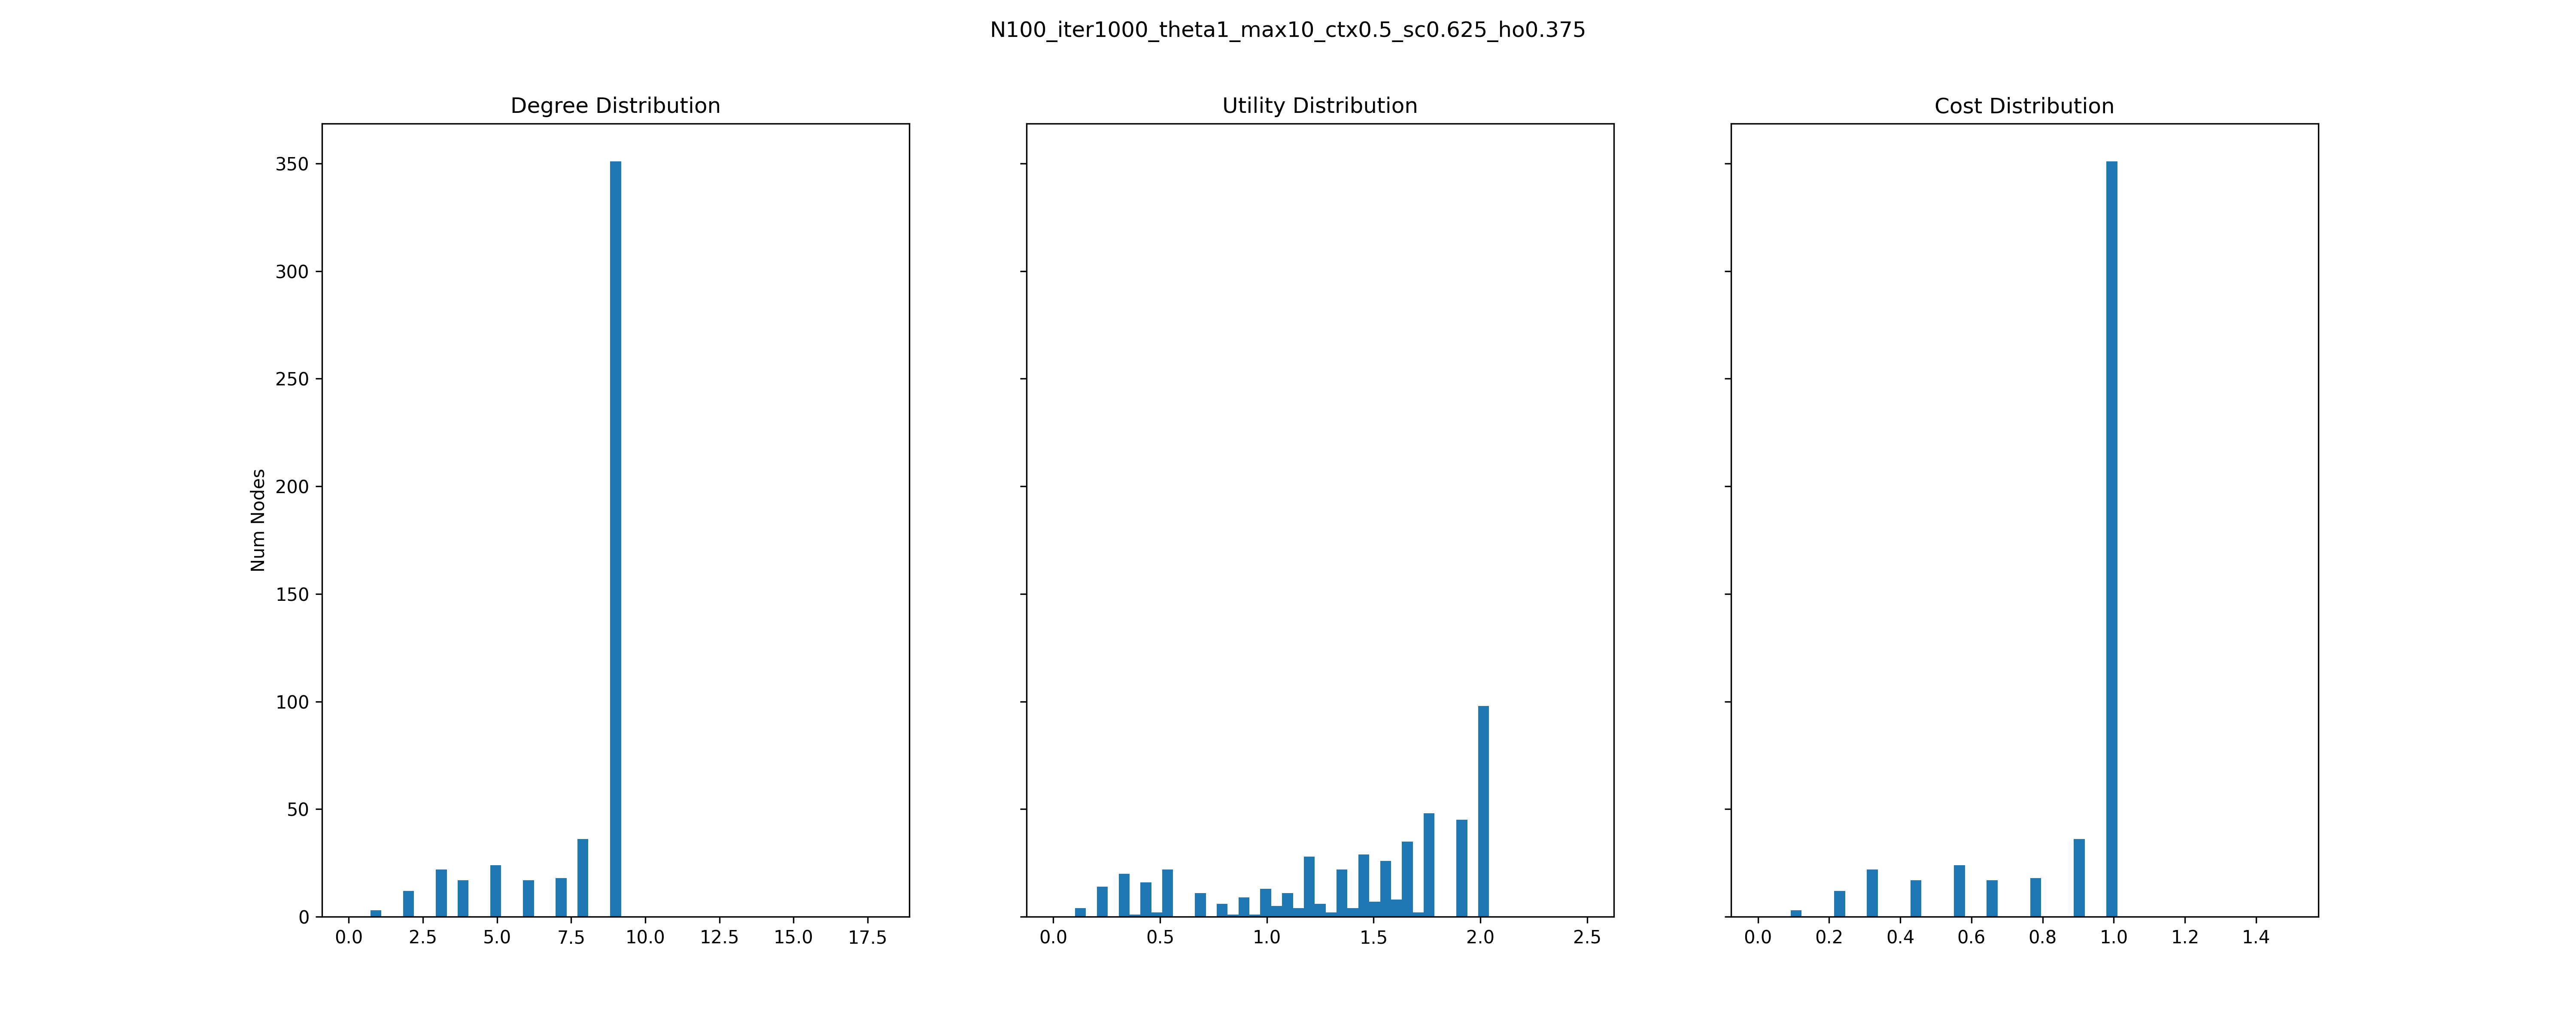 N100_iter1000_theta1_max10_ctx0.5_sc0.625_ho0.375
Degree Distribution
Utility Distribution
Cost Distribution
Num Nodes
350
300
250
200
150
100
50
0
0.0 2.5 5.0 7.5 10.0 12.5 15.0 17.5
0.0 0.5 1.0 1.5 2.0 2.5
0.0 0.2 0.4 0.6 0.8 1.0 1.2 1.4